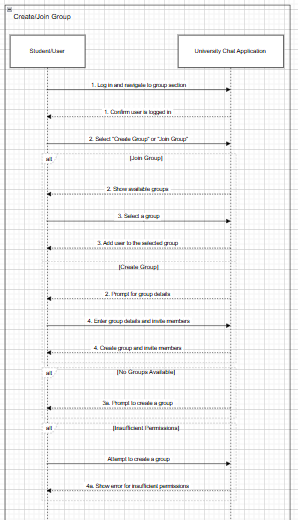 Create/Join Group
Student/User
University Chat Application
1. Log in and navigate to group section
1. Confirm user is logged in
2. Select "Create Group" or "Join Group"
alt
[Join Group]
2. Show available groups
3. Select a group
3. Add user to the selected group
[Create Group]
2. Prompt for group details
4. Enter group details and invite members
4. Create group and invite members
alt
[No Groups Available]
3a. Prompt to create a group
alt
[Insufficient Permissions]
Attempt to create a group
4a. Show error for insufficient permissions